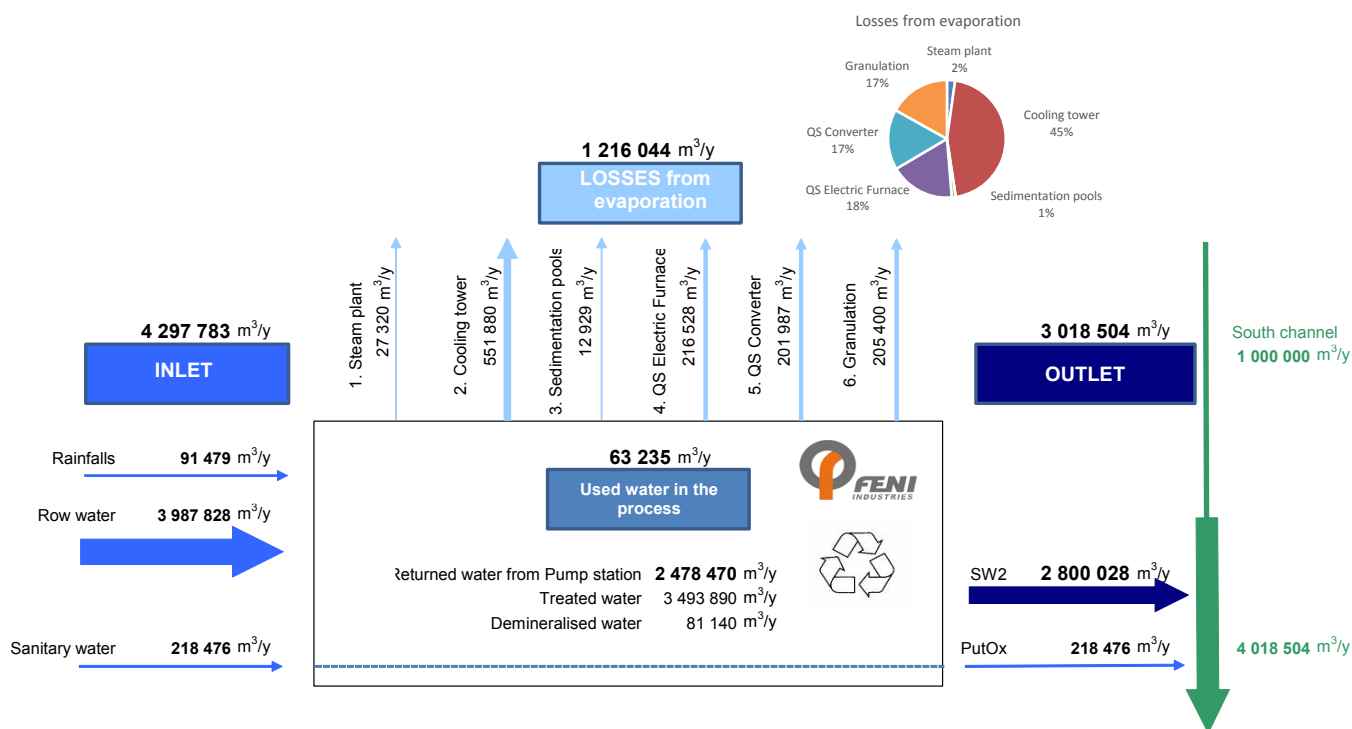 Losses from evaporation
Steam plant
2%
Granulation
17%
Cooling tower
45%
QS Converter
17%
QS Electric Furnace
18%
Sedimentation pools
1%
1 216 044 m³/y
LOSSES from
evaporation
1. Steam plant
27 320 m³/y
2. Cooling tower
551 880 m³/y
3. Sedimentation pools
12 929 m³/y
4. QS Electric Furnace
216 528 m³/y
5. QS Converter
201 987 m³/y
6. Granulation
205 400 m³/y
4 297 783 m³/y
INLET
3 018 504 m³/y
OUTLET
South channel
1 000 000 m³/y
Rainfalls 91 479 m³/y
Row water 3 987 828 m³/y
Sanitary water 218 476 m³/y
63 235 m³/y
Used water in the
process
FENI
INDUSTRIES
Returned water from Pump station 2 478 470 m³/y
Treated water 3 493 890 m³/y
Demineralised water 81 140 m³/y
SW2 2 800 028 m³/y
PutOx 218 476 m³/y
4 018 504 m³/y